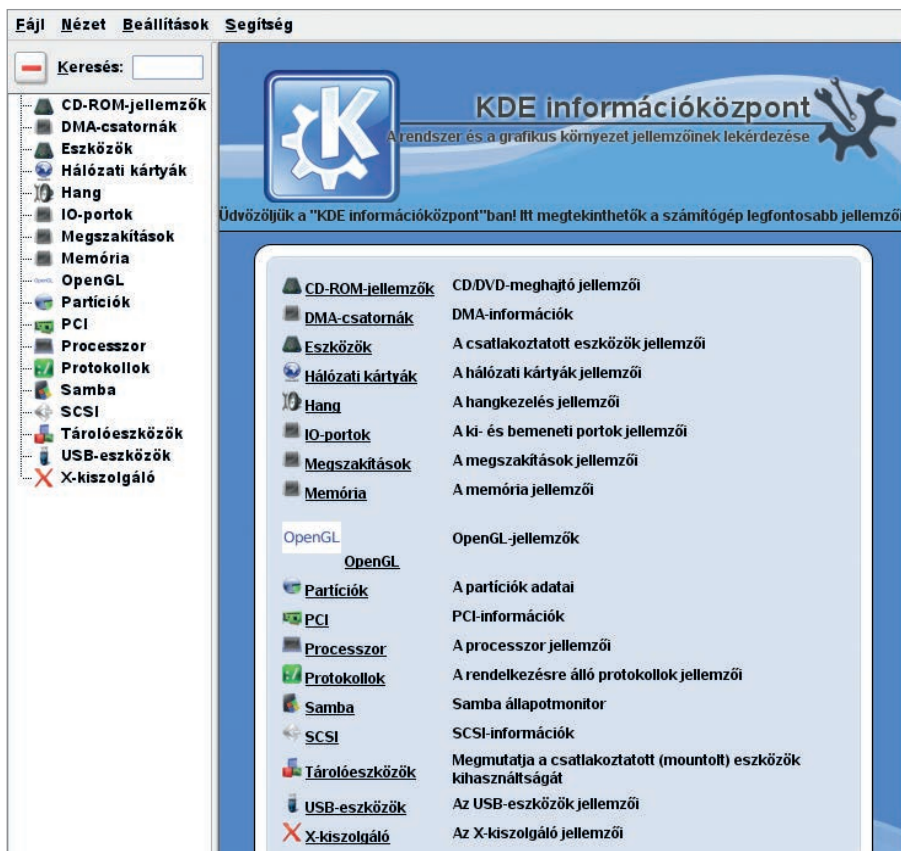 Fájl Nézet Beállítások Segítség
Keresés:
CD-ROM-jellemzők
DMA-csatornák
Eszközök
Hálózati kártyák
Hang
IO-portok
Megszakítások
Memória
OpenGL
Partíciók
PCI
Processzor
Protokollok
Samba
SCSI
Tárolóeszközök
USB-eszközök
X-kiszolgáló
KDE információközpont
A rendszer és a grafikus környezet jellemzőinek lekérdezése
Üdvözöljük a "KDE információközpont"ban! Itt megtekinthetők a számítógép legfontosabb jellemző
CD-ROM-jellemzők CD/DVD-meghajtó jellemzői
DMA-csatornák DMA-információk
Eszközök A csatlakoztatott eszközök jellemzői
Hálózati kártyák A hálózati kártyák jellemzői
Hang A hangkezelés jellemzői
IO-portok A ki- és bemeneti portok jellemzői
Megszakítások A megszakítások jellemzői
Memória A memória jellemzői
OpenGL OpenGL-jellemzők
OpenGL
Partíciók A partíciók adatai
PCI PCI-információk
Processzor A processzor jellemzői
Protokollok A rendelkezésre álló protokollok jellemzői
Samba Samba állapotmonitor
SCSI SCSI-információk
Tárolóeszközök Megmutatja a csatlakoztatott (mountolt) eszközök
kihasználtságát
USB-eszközök Az USB-eszközök jellemzői
X-kiszolgáló Az X-kiszolgáló jellemzői